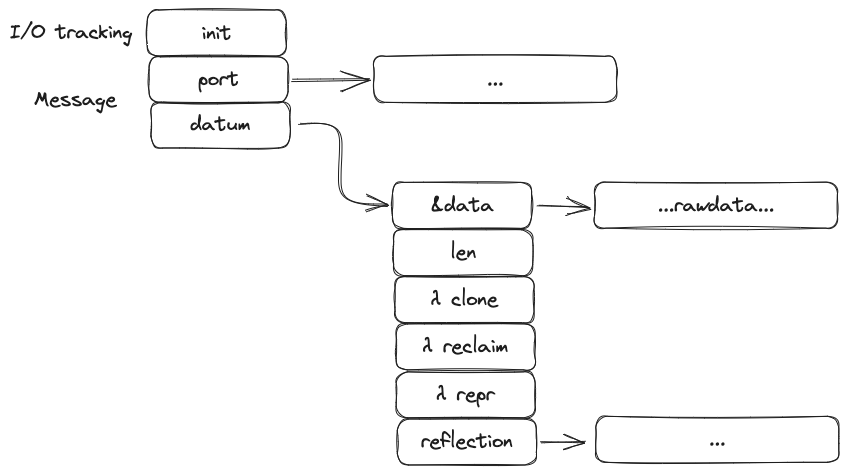 I/O tracking
init
Message
port
...
datum
&data
...rawdata...
len
λ clone
λ reclaim
λ repr
reflection
...